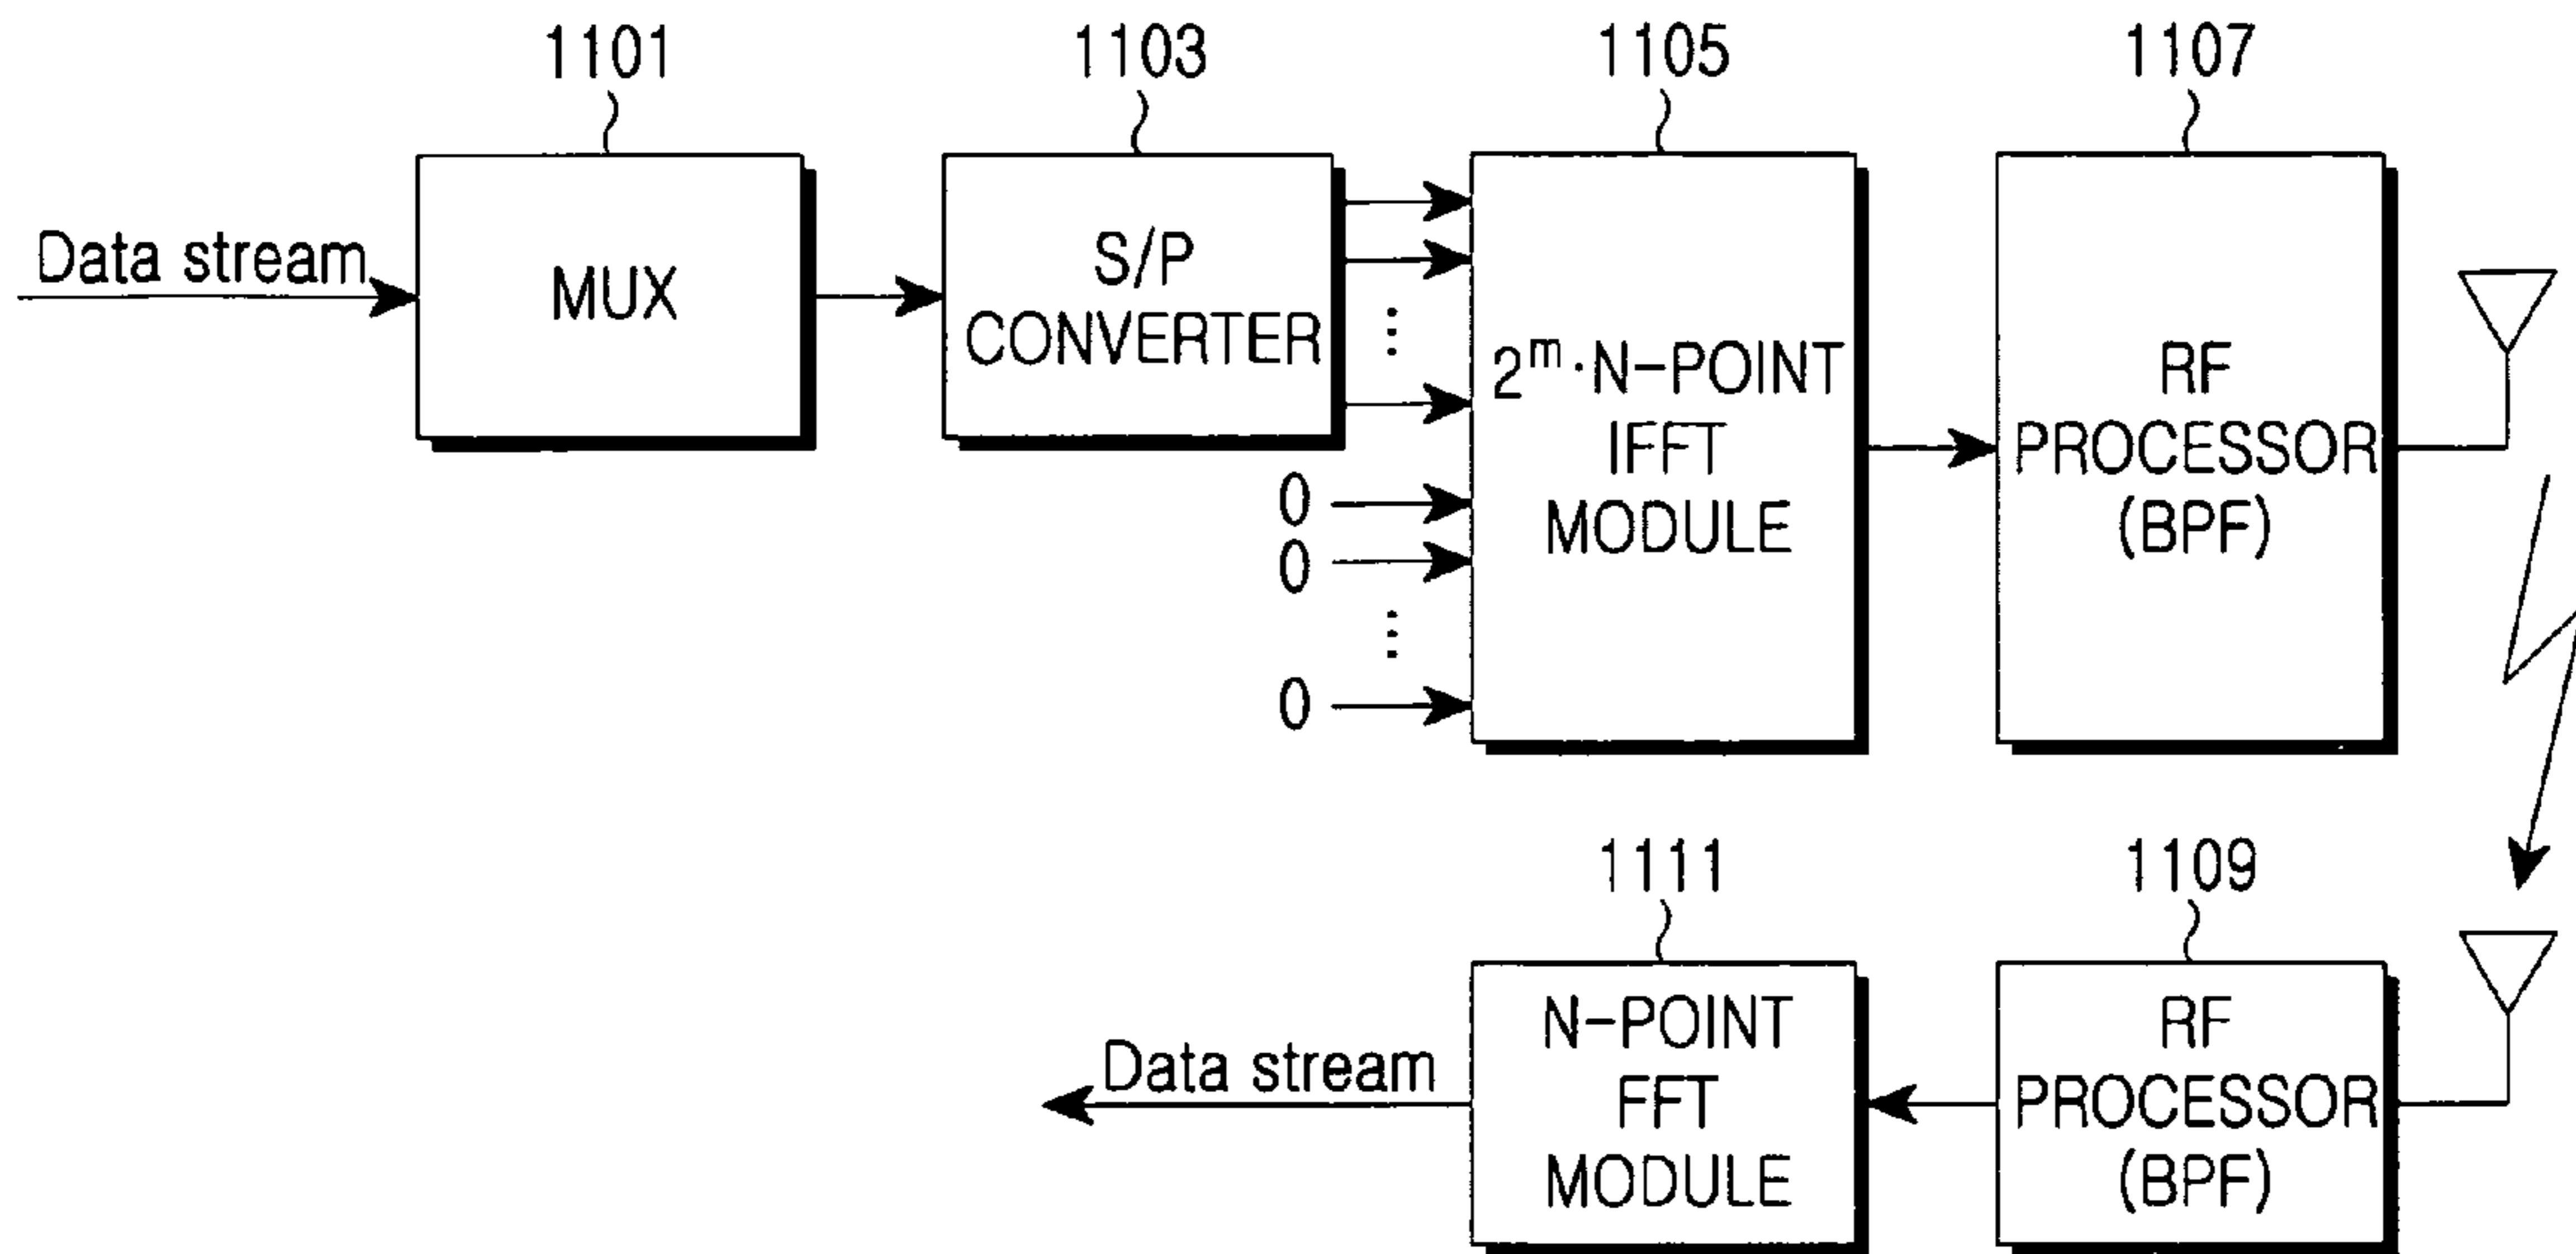 1101
1103
1105
1107
Data stream
MUX
S/P
CONVERTER
⋮
0
0
⋮
0
2ᵐ·N-POINT
IFFT
MODULE
RF
PROCESSOR
(BPF)
1111
1109
Data stream
N-POINT
FFT
MODULE
RF
PROCESSOR
(BPF)